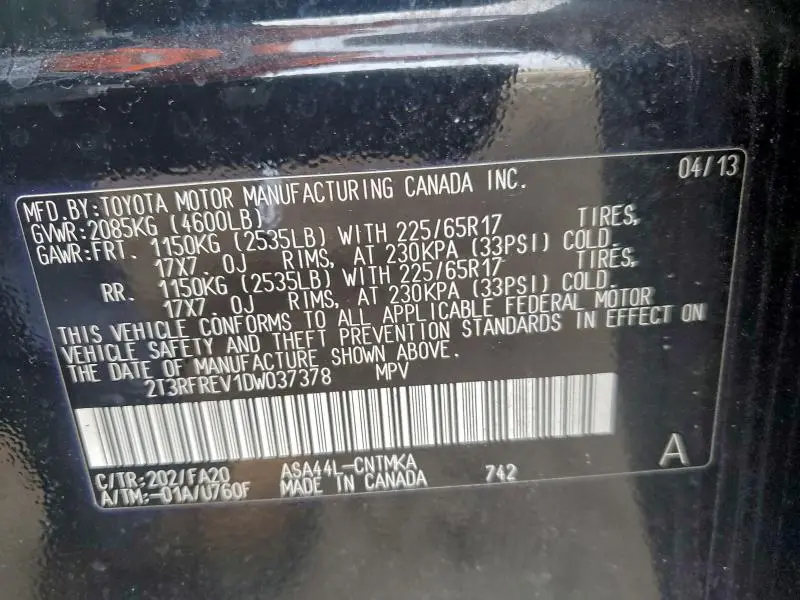 MFD.BY:TOYOTA MOTOR MANUFACTURING CANADA INC. 04/13
GVWR:2085KG (4600LB)
GAWR:FRT. 1150KG (2535LB) WITH 225/65R17 TIRES,
17X7.0J RIMS, AT 230KPA (33PSI) COLD.
RR. 1150KG (2535LB) WITH 225/65R17 TIRES,
17X7.0J RIMS, AT 230KPA (33PSI) COLD.
THIS VEHICLE CONFORMS TO ALL APPLICABLE FEDERAL MOTOR
VEHICLE SAFETY AND THEFT PREVENTION STANDARDS IN EFFECT ON
THE DATE OF MANUFACTURE SHOWN ABOVE.
2T3RFREV1DW037378 MPV
A
C/TR:202/FA20 ASA44L-CNTMKA 742
A/TM:-01A/U760F MADE IN CANADA